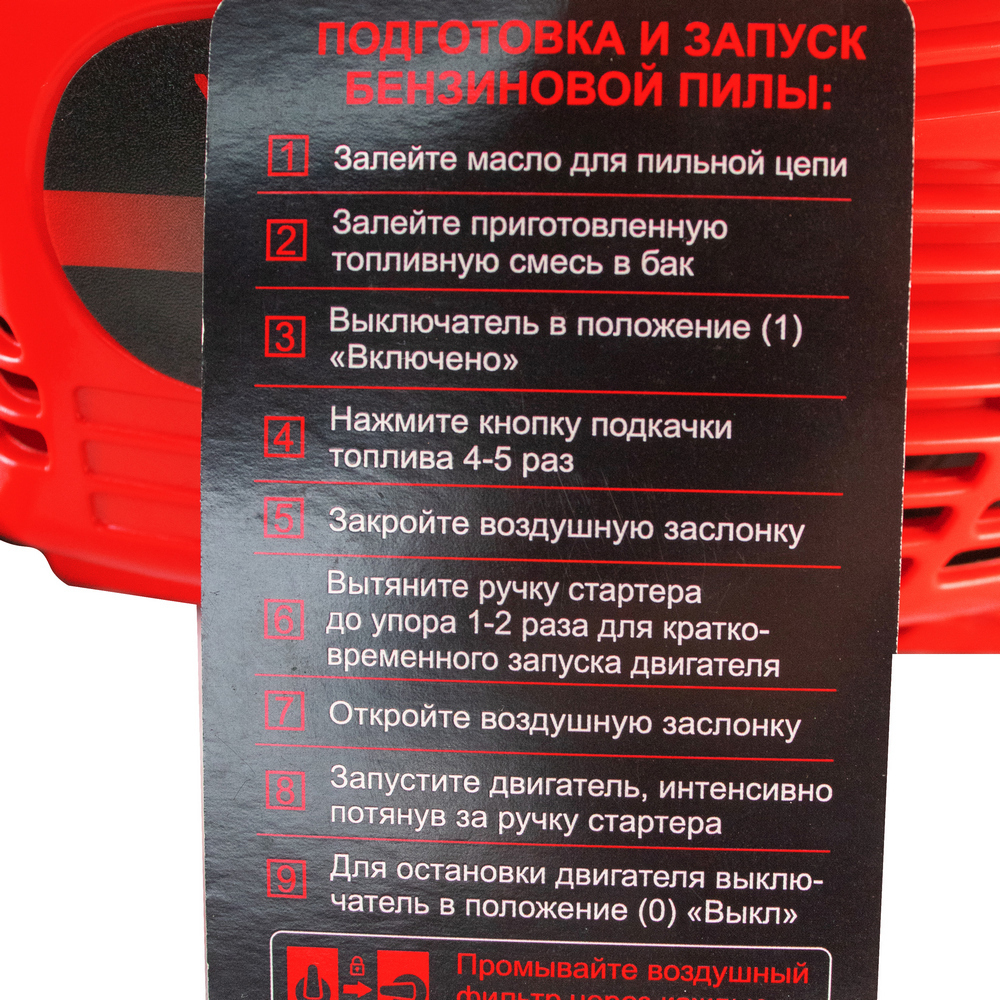 ПОДГОТОВКА И ЗАПУСК
БЕНЗИНОВОЙ ПИЛЫ:
1 Залейте масло для пильной цепи
2 Залейте приготовленную
топливную смесь в бак
3 Выключатель в положение (1)
«Включено»
4 Нажмите кнопку подкачки
топлива 4-5 раз
5 Закройте воздушную заслонку
6 Вытяните ручку стартера
до упора 1-2 раза для кратко-
временного запуска двигателя
7 Откройте воздушную заслонку
8 Запустите двигатель, интенсивно
потянув за ручку стартера
9 Для остановки двигателя выклю-
чатель в положение (0) «Выкл»
Промывайте воздушный
фильтр через